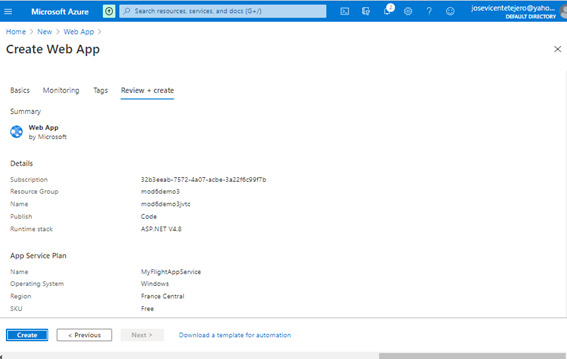 Microsoft Azure
Search resources, services, and docs (G+/)
2
josevicentetejero@yaho...
DEFAULT DIRECTORY
Home > New > Web App >
Create Web App
Basics Monitoring Tags Review + create
Summary
Web App
by Microsoft
Details
Subscription 32b3eeab-7572-4a07-acbe-3a22f6c99f7b
Resource Group mod6demo3
Name mod6demo3jvtc
Publish Code
Runtime stack ASP.NET V4.8
App Service Plan
Name MyFlightAppService
Operating System Windows
Region France Central
SKU Free
Create < Previous Next > Download a template for automation